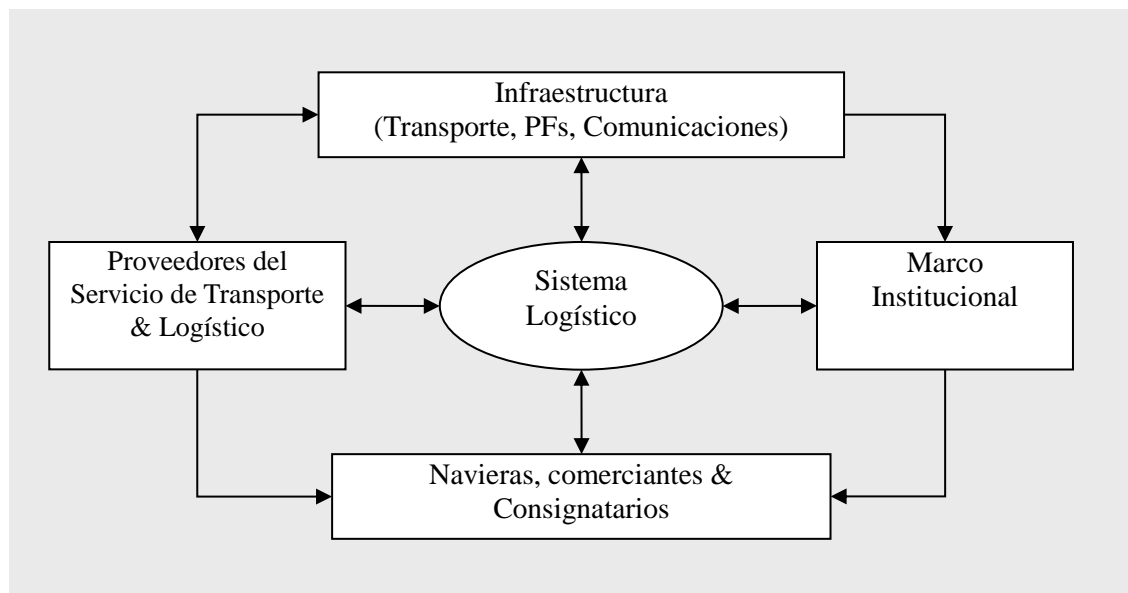 Infraestructura
(Transporte, PFs, Comunicaciones)
Proveedores del
Servicio de Transporte
& Logístico
Sistema
Logístico
Marco
Institucional
Navieras, comerciantes &
Consignatarios